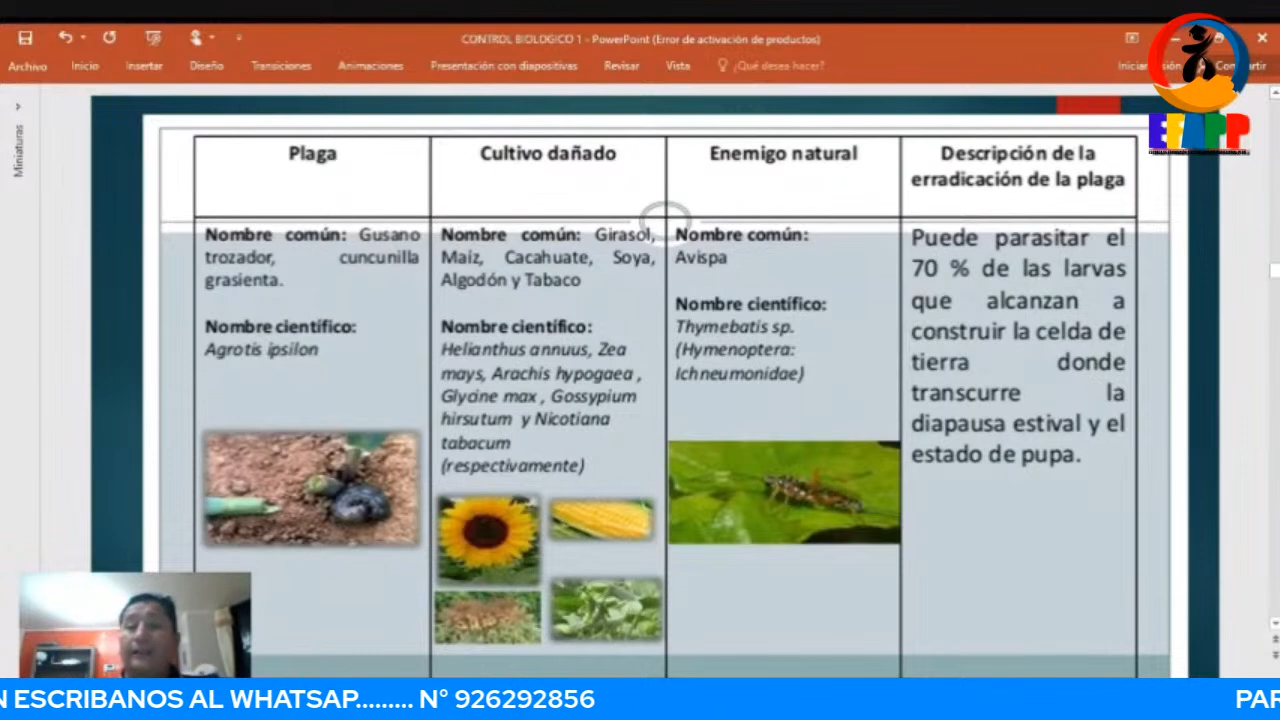 CONTROL BIOLOGICO 1 - PowerPoint (Error de activación de productos)
Archivo Inicio Insertar Diseño Transiciones Animaciones Presentación con diapositivas Revisar Vista ¿Qué desea hacer?
EFAPP
Miniaturas
Plaga
Cultivo dañado
Enemigo natural
Descripción de la
erradicación de la plaga
Nombre común: Gusano
trozador, cuncunilla
grasienta.
Nombre científico:
Agrotis ipsilon
Nombre común: Girasol,
Maiz, Cacahuate, Soya,
Algodón y Tabaco
Nombre científico:
Helianthus annuus, Zea
mays, Arachis hypogaea ,
Glycine max , Gossypium
hirsutum y Nicotiana
tabacum
(respectivamente)
Nombre común:
Avispa
Nombre científico:
Thymebatis sp.
(Hymenoptera:
Ichneumonidae)
Puede parasitar el
70 % de las larvas
que alcanzan a
construir la celda de
tierra donde
transcurre la
diapausa estival y el
estado de pupa.
N ESCRIBANOS AL WHATSAP......... N° 926292856
PAR